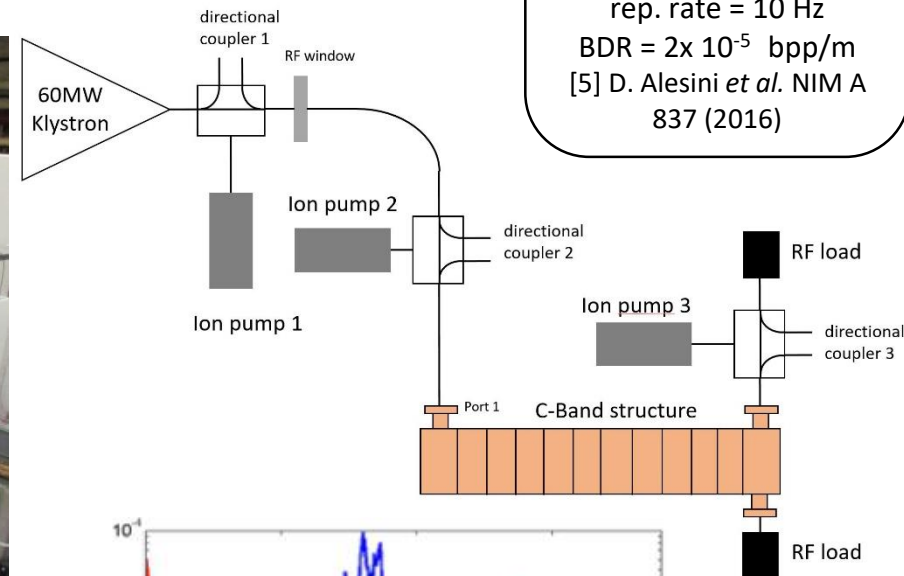 directional
coupler 1
RF window
60MW
Klystron
rep. rate = 10 Hz
BDR = 2x 10⁻⁵ bpp/m
[5] D. Alesini et al. NIM A
837 (2016)
Ion pump 2
directional
coupler 2
Ion pump 1
RF load
Ion pump 3
directional
coupler 3
Port 1
C-Band structure
RF load
10⁻⁴